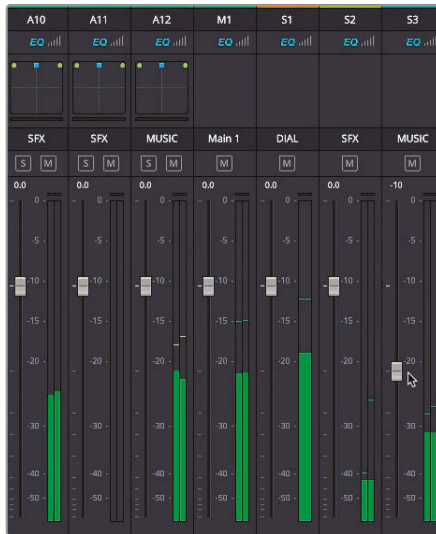 A10 A11 A12 M1 S1 S2 S3
EQ EQ EQ EQ EQ EQ EQ
SFX SFX MUSIC Main 1 DIAL SFX MUSIC
S M S M S M M M M M
0.0 0.0 0.0 0.0 0.0 0.0 -10
0 0 0 0 0 0 0
-5 -5 -5 -5 -5 -5 -5
-10 -10 -10 -10 -10 -10 -10
-15 -15 -15 -15 -15 -15 -15
-20 -20 -20 -20 -20 -20 -20
-30 -30 -30 -30 -30 -30 -30
-40 -40 -40 -40 -40 -40 -40
-50 -50 -50 -50 -50 -50 -50